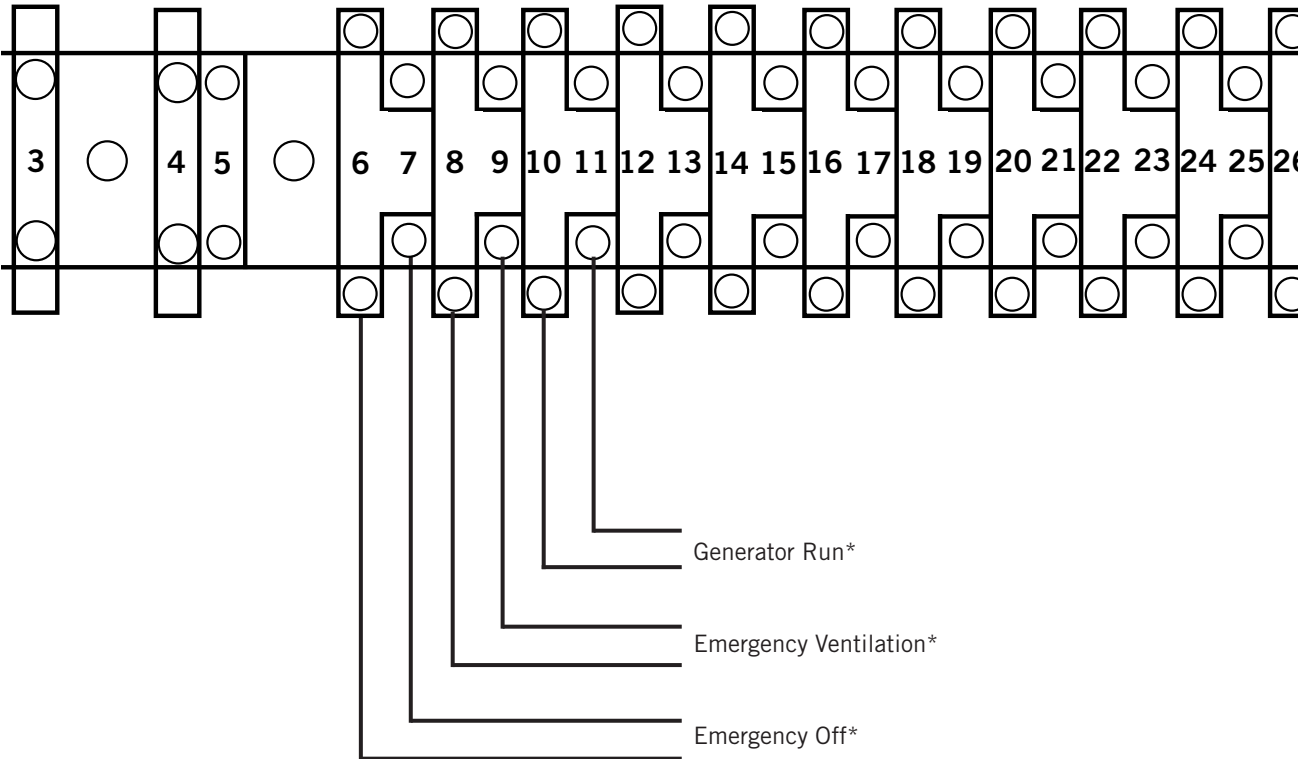 3 4 5 6 7 8 9 10 11 12 13 14 15 16 17 18 19 20 21 22 23 24 25 26
Generator Run*
Emergency Ventilation*
Emergency Off*